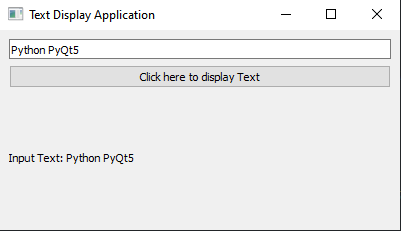 Text Display Application
Python PyQt5
Click here to display Text
Input Text: Python PyQt5